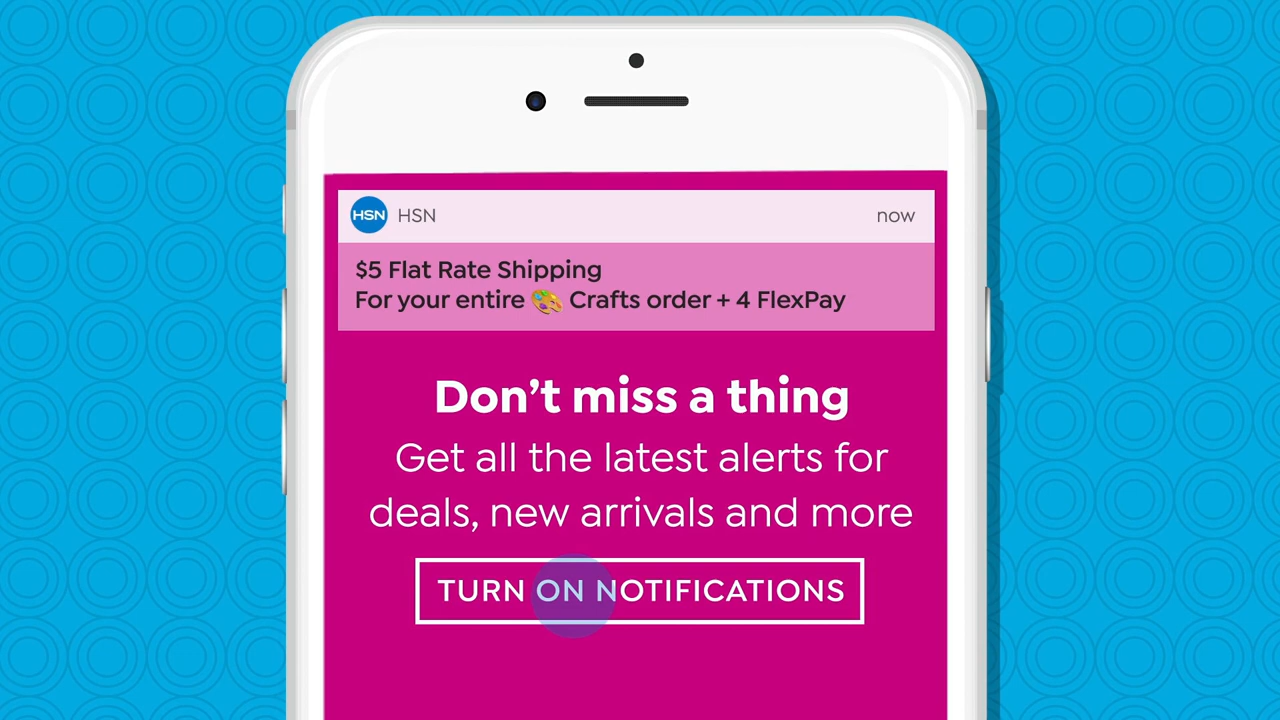 HSN HSN now
$5 Flat Rate Shipping
For your entire 🎨 Crafts order + 4 FlexPay
Don't miss a thing
Get all the latest alerts for
deals, new arrivals and more
TURN ON NOTIFICATIONS